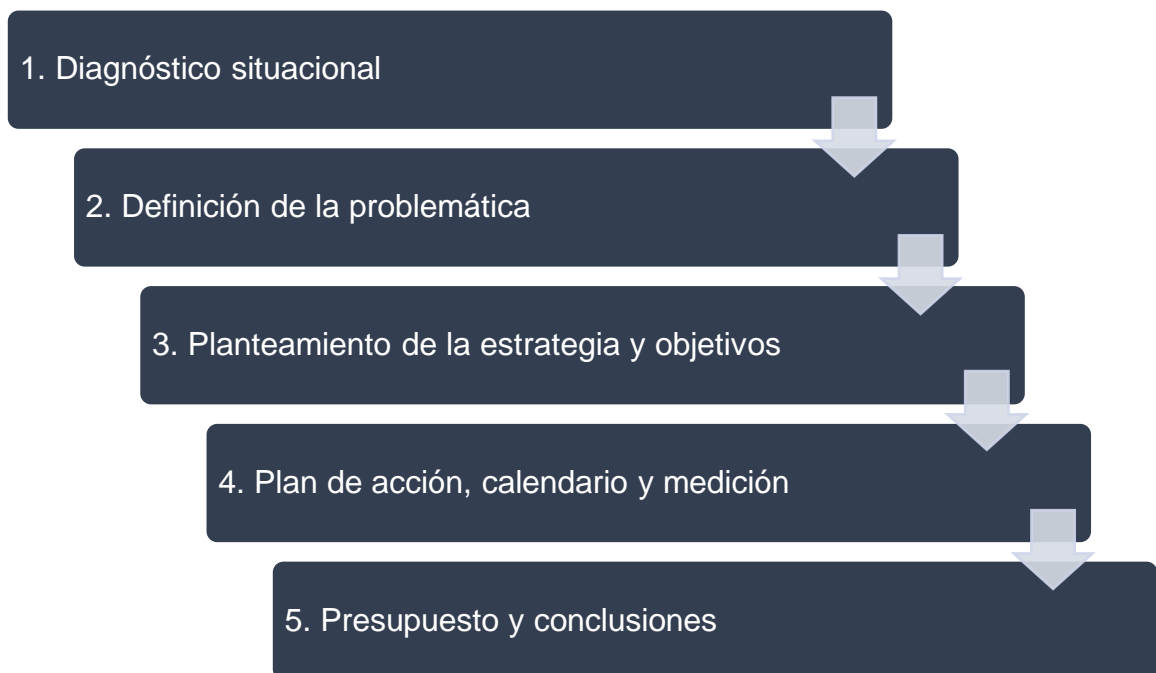 1. Diagnóstico situacional
2. Definición de la problemática
3. Planteamiento de la estrategia y objetivos
4. Plan de acción, calendario y medición
5. Presupuesto y conclusiones